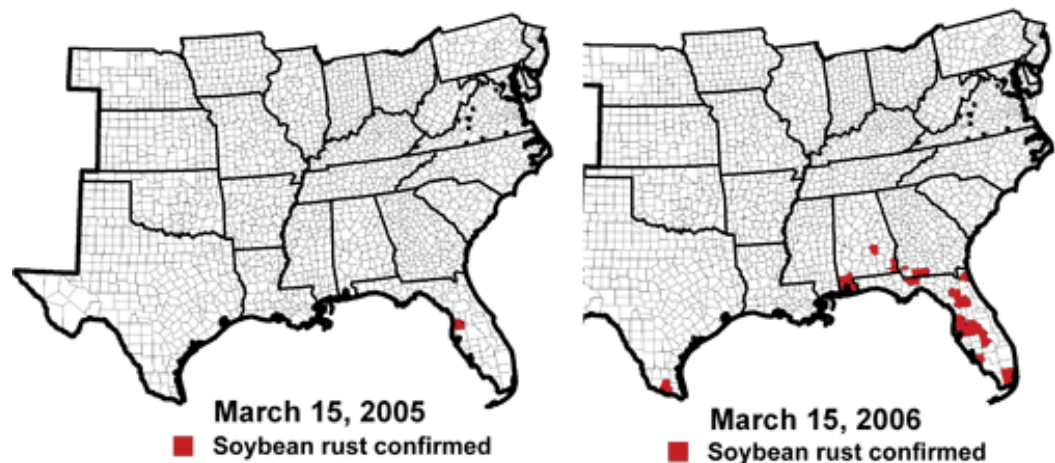 March 15, 2005
Soybean rust confirmed
March 15, 2006
Soybean rust confirmed